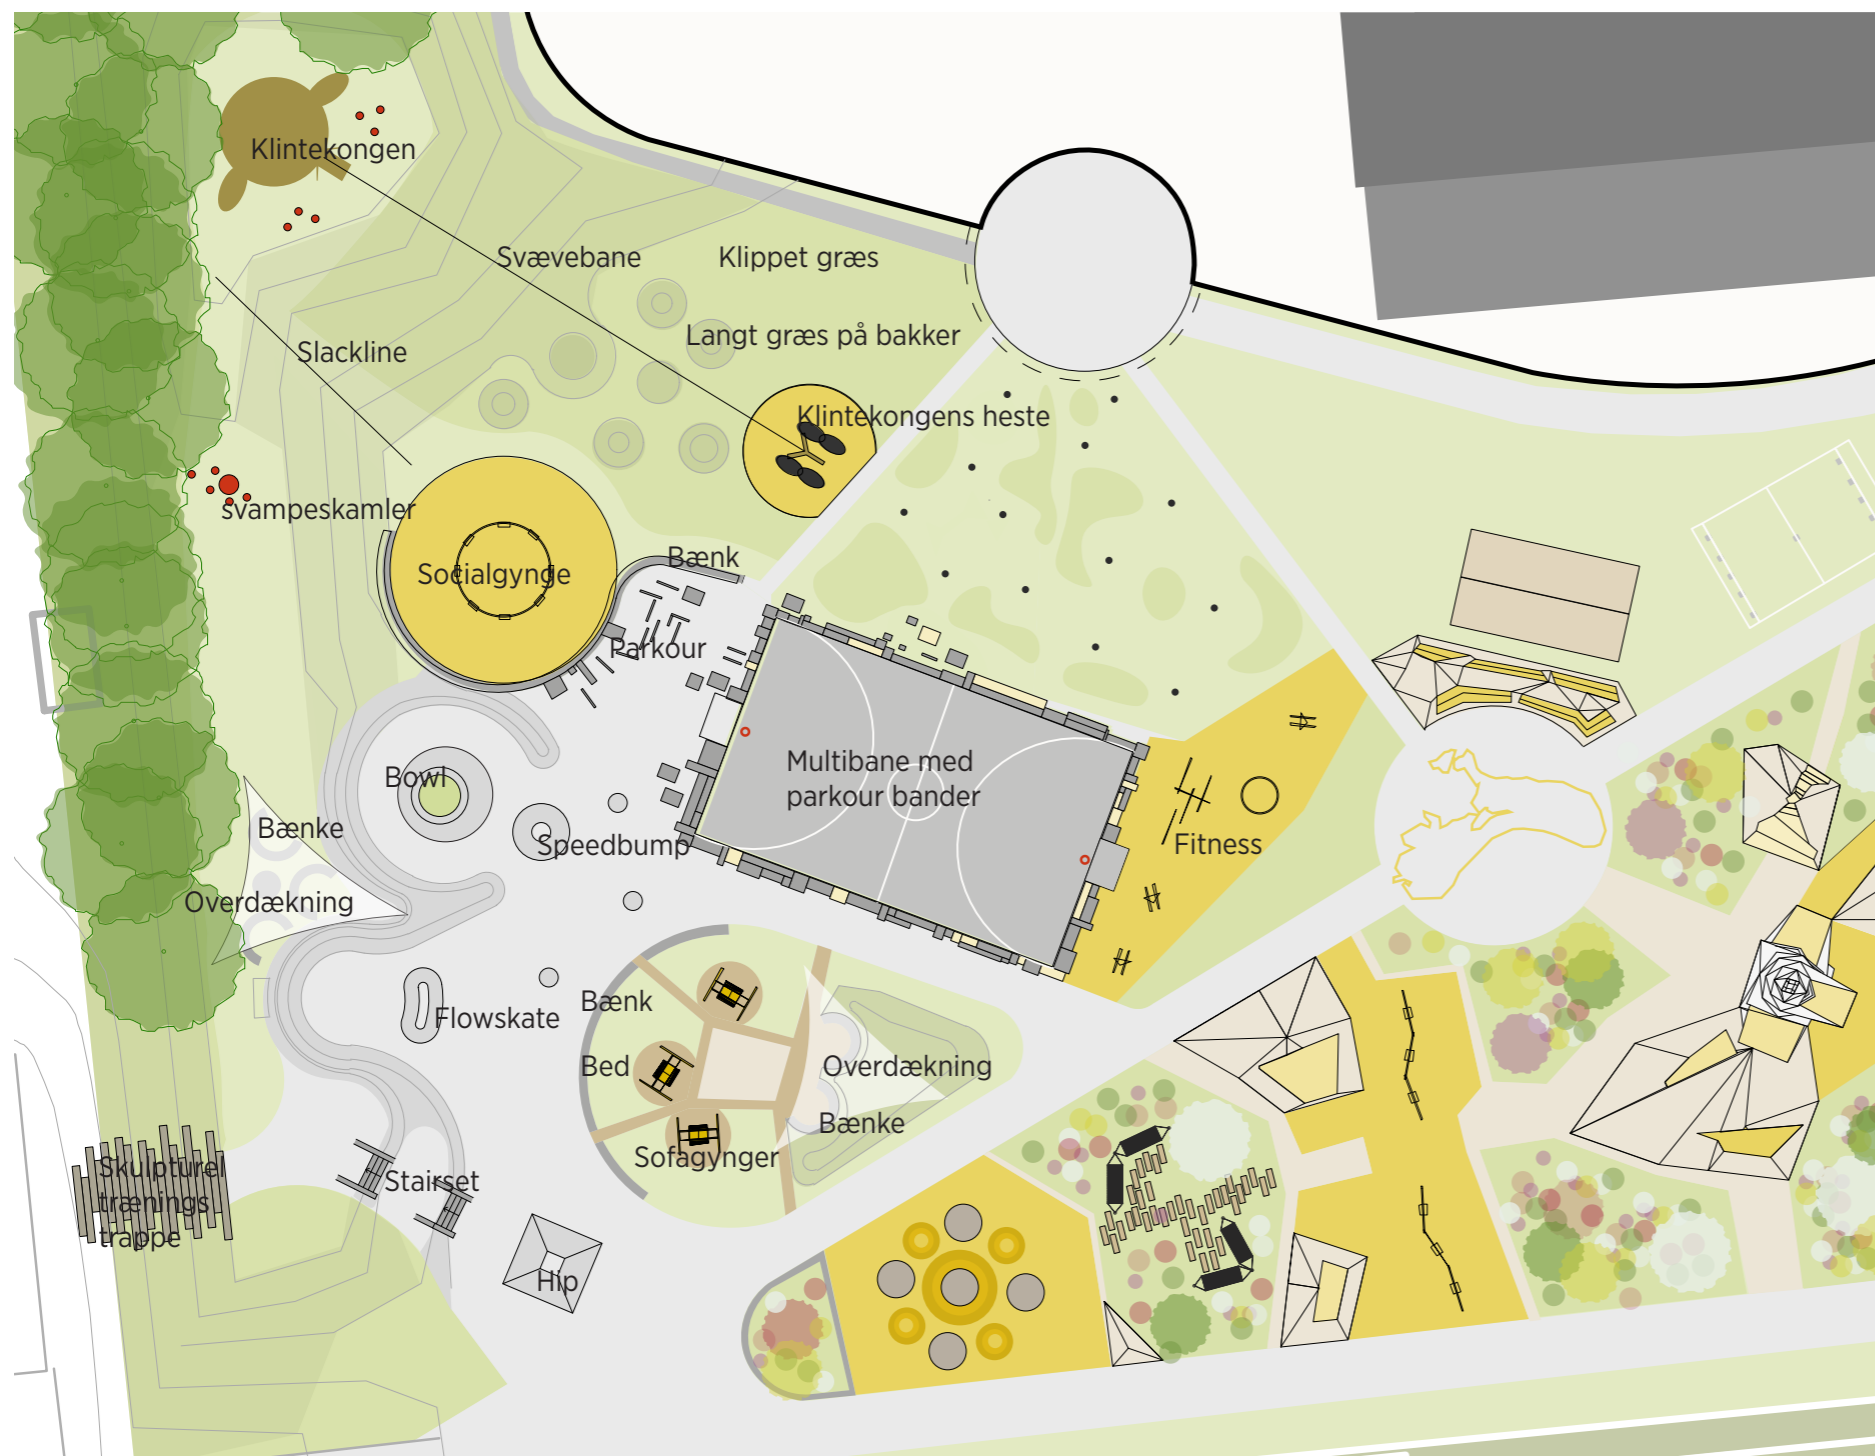 Klintekongen
Svævebane
Klippet græs
Langt græs på bakker
Slackline
Klintekongens heste
svampeskamler
Bænk
Socialgynge
Parkour
Multibane med
parkour bander
Bowl
Bænke
Speedbump
Fitness
Overdækning
Bænk
Flowskate
Bed
Overdækning
Bænke
Sofagynger
Skulpturel
trænings
trappe
Stairset
Hip